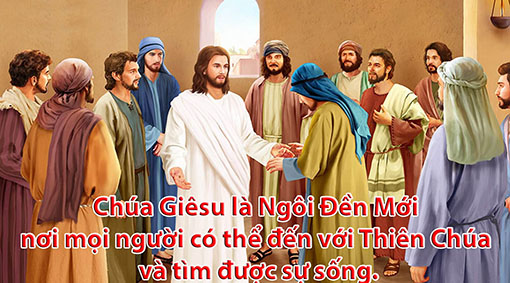 Chúa Giêsu là Ngôi Đền Mới
nơi mọi người có thể đến với Thiên Chúa
và tìm được sự sống.